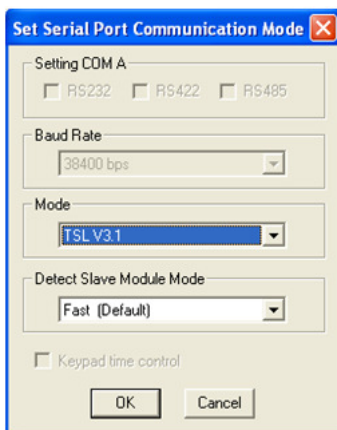 Set Serial Port Communication Mode
Setting COM A
RS232 RS422 RS485
Baud Rate
38400 bps
Mode
TSL V3.1
Detect Slave Module Mode
Fast (Default)
Keypad time control
OK Cancel